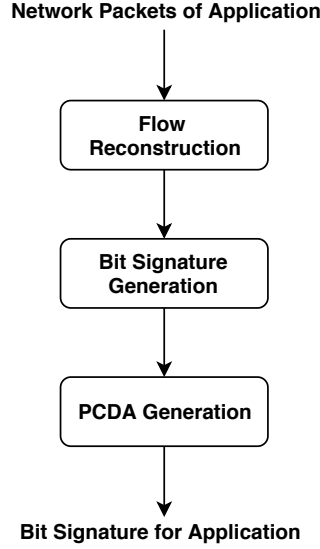 Network Packets of Application
Flow
Reconstruction
Bit Signature
Generation
PCDA Generation
Bit Signature for Application